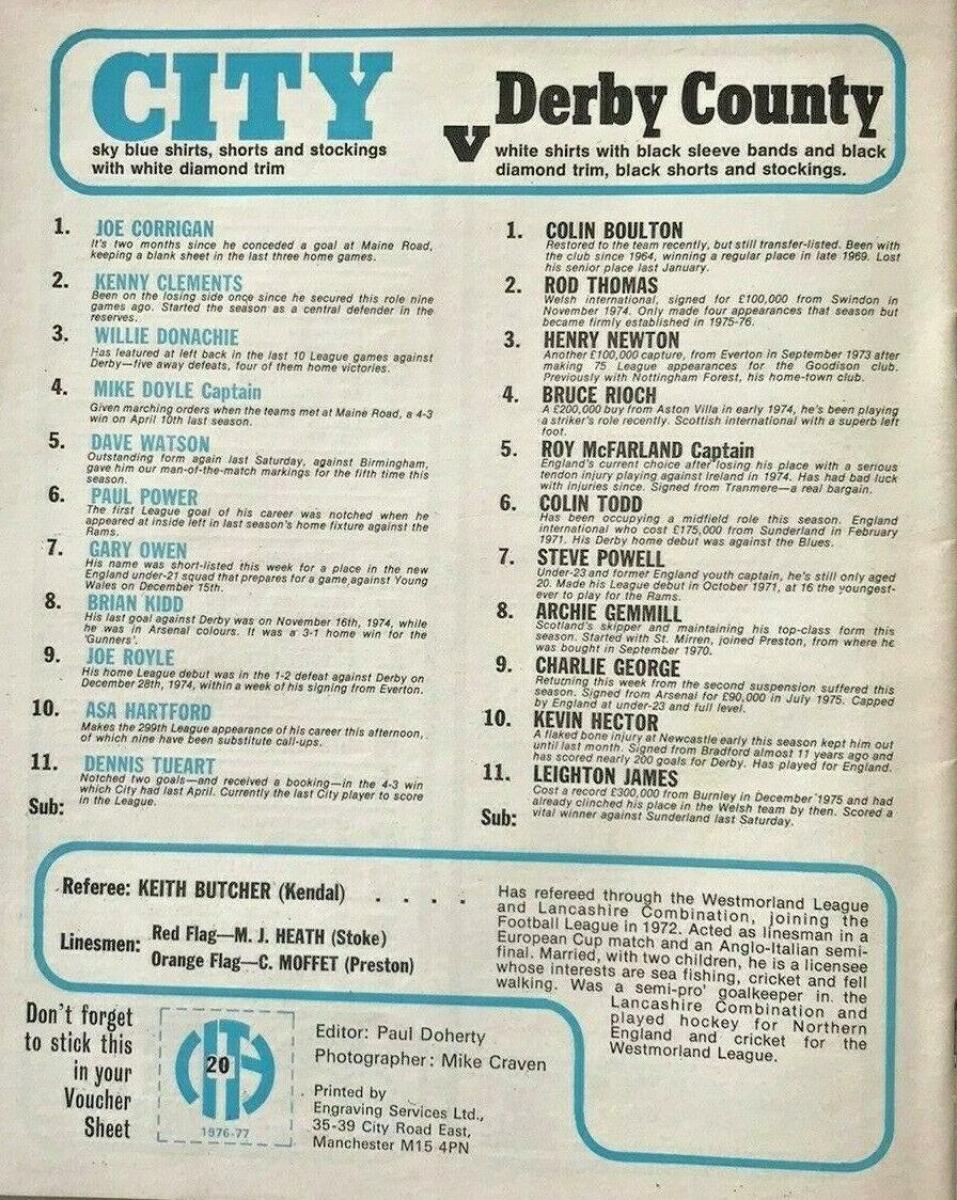 CITY
sky blue shirts, shorts and stockings
with white diamond trim
v
Derby County
white shirts with black sleeve bands and black
diamond trim, black shorts and stockings.
1. JOE CORRIGAN
It's two months since he conceded a goal at Maine Road,
keeping a blank sheet in the last three home games.
2. KENNY CLEMENTS
Been on the losing side once since he secured this role nine
games ago. Started the season as a central defender in the
reserves.
3. WILLIE DONACHIE
Has featured at left back in the last 10 League games against
Derby—five away defeats, four of them home victories.
4. MIKE DOYLE Captain
Given marching orders when the teams met at Maine Road, a 4-3
win on April 10th last season.
5. DAVE WATSON
Outstanding form again last Saturday, against Birmingham,
gave him our man-of-the-match markings for the fifth time this
season.
6. PAUL POWER
The first League goal of his career was notched when he
appeared at inside left in last season's home fixture against the
Rams.
7. GARY OWEN
His name was short-listed this week for a place in the new
England under-21 squad that prepares for a game against Young
Wales on December 15th.
8. BRIAN KIDD
His last goal against Derby was on November 16th, 1974, while
he was in Arsenal colours. It was a 3-1 home win for the
'Gunners'.
9. JOE ROYLE
His home League debut was in the 1-2 defeat against Derby on
December 28th, 1974, within a week of his signing from Everton.
10. ASA HARTFORD
Makes the 299th League appearance of his career this afternoon,
of which nine have been substitute call-ups.
11. DENNIS TUEART
Notched two goals—and received a booking—in the 4-3 win
which City had last April. Currently the last City player to score
in the League.
Sub:
1. COLIN BOULTON
Restored to the team recently, but still transfer-listed. Been with
the club since 1964, winning a regular place in late 1969. Lost
his senior place last January.
2. ROD THOMAS
Welsh international, signed for £100,000 from Swindon in
November 1974. Only made four appearances that season but
became firmly established in 1975-76.
3. HENRY NEWTON
Another £100,000 capture, from Everton in September 1973 after
making 75 League appearances for the Goodison club.
Previously with Nottingham Forest, his home-town club.
4. BRUCE RIOCH
A £200,000 buy from Aston Villa in early 1974, he's been playing
a striker's role recently. Scottish international with a superb left
foot.
5. ROY McFARLAND Captain
England's current choice after losing his place with a serious
tendon injury playing against Ireland in 1974. Has had bad luck
with injuries since. Signed from Tranmere—a real bargain.
6. COLIN TODD
Has been occupying a midfield role this season. England
international who cost £175,000 from Sunderland in February
1971. His Derby home debut was against the Blues.
7. STEVE POWELL
Under-23 and former England youth captain, he's still only aged
20. Made his League debut in October 1971, at 16 the youngest-
ever to play for the Rams.
8. ARCHIE GEMMILL
Scotland's skipper and maintaining his top-class form this
season. Started with St. Mirren, joined Preston, from where he
was bought in September 1970.
9. CHARLIE GEORGE
Returning this week from the second suspension suffered this
season. Signed from Arsenal for £90,000 in July 1975. Capped
by England at under-23 and full level.
10. KEVIN HECTOR
A flaked bone injury at Newcastle early this season kept him out
until last month. Signed from Bradford almost 11 years ago and
has scored nearly 200 goals for Derby. Has played for England.
11. LEIGHTON JAMES
Cost a record £300,000 from Burnley in December 1975 and had
already clinched his place in the Welsh team by then. Scored a
vital winner against Sunderland last Saturday.
Sub:
Referee: KEITH BUTCHER (Kendal) . . . .
Linesmen: Red Flag—M. J. HEATH (Stoke)
Orange Flag—C. MOFFET (Preston)
Has refereed through the Westmorland League
and Lancashire Combination, joining the
Football League in 1972. Acted as linesman in a
European Cup match and an Anglo-Italian semi-
final. Married, with two children, he is a licensee
whose interests are sea fishing, cricket and fell
walking. Was a semi-pro' goalkeeper in the
Lancashire Combination and
played hockey for Northern
England and cricket for the
Westmorland League.
Don't forget
to stick this
in your
Voucher
Sheet
CITY
20
1976-77
Editor: Paul Doherty
Photographer: Mike Craven
Printed by
Engraving Services Ltd.,
35-39 City Road East,
Manchester M15 4PN